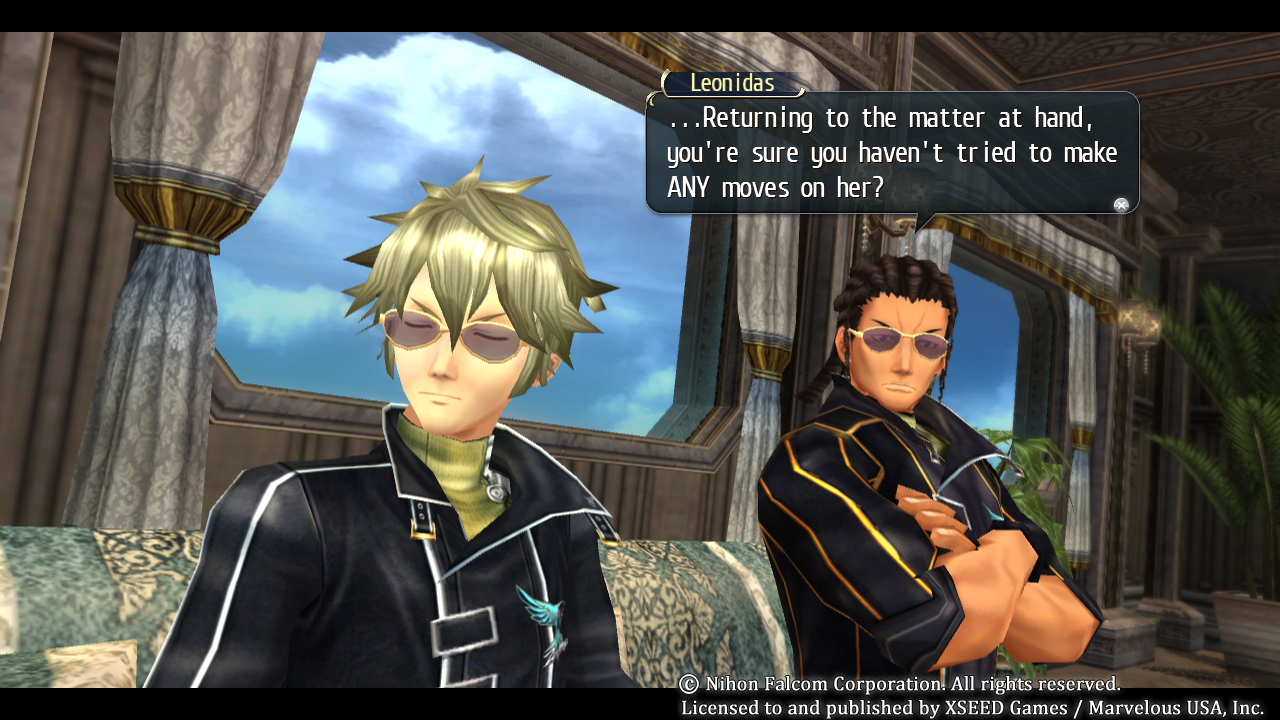 Leonidas
...Returning to the matter at hand,
you're sure you haven't tried to make
ANY moves on her?
© Nihon Falcom Corporation. All rights reserved.
Licensed to and published by XSEED Games / Marvelous USA, Inc.